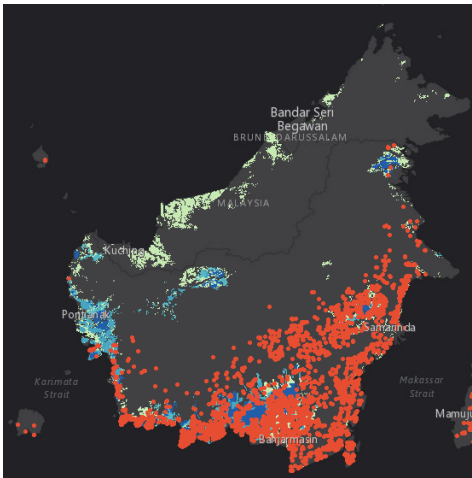 Bandar Seri
Begawan
BRUNEI DARUSSALAM
MALAYSIA
Kuching
Pontianak
Samarinda
Karimata
Strait
Makassar
Strait
Mamuju
Banjarmasin